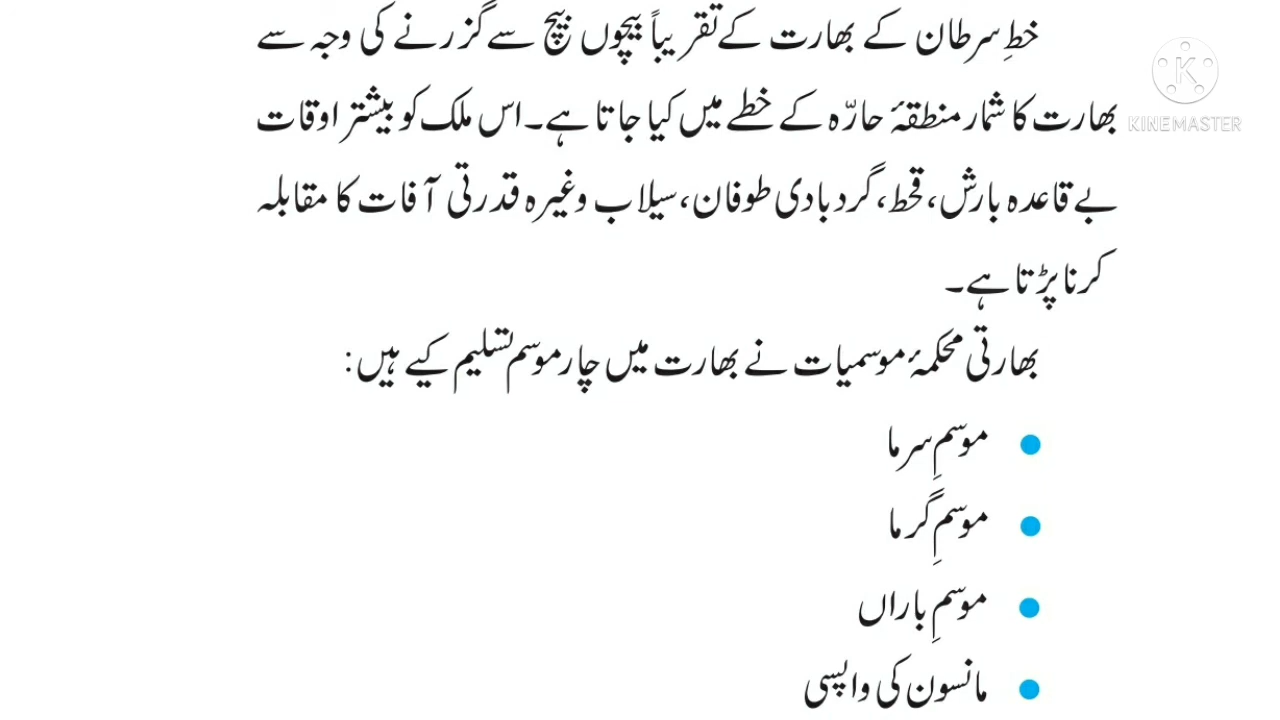 خطِ سرطان کے بھارت کے تقریباً بیچوں بیچ سے گزرنے کی وجہ سے
بھارت کا شمار منطقۂ حارّہ کے خطے میں کیا جاتا ہے۔ اس ملک کو بیشتر اوقات
بے قاعدہ بارش، قحط، گردبادی طوفان، سیلاب وغیرہ قدرتی آفات کا مقابلہ
کرنا پڑتا ہے۔
بھارتی محکمۂ موسمیات نے بھارت میں چار موسم تسلیم کیے ہیں:
● موسمِ سرما
● موسمِ گرما
● موسمِ باراں
● مانسون کی واپسی
K
KINEMASTER